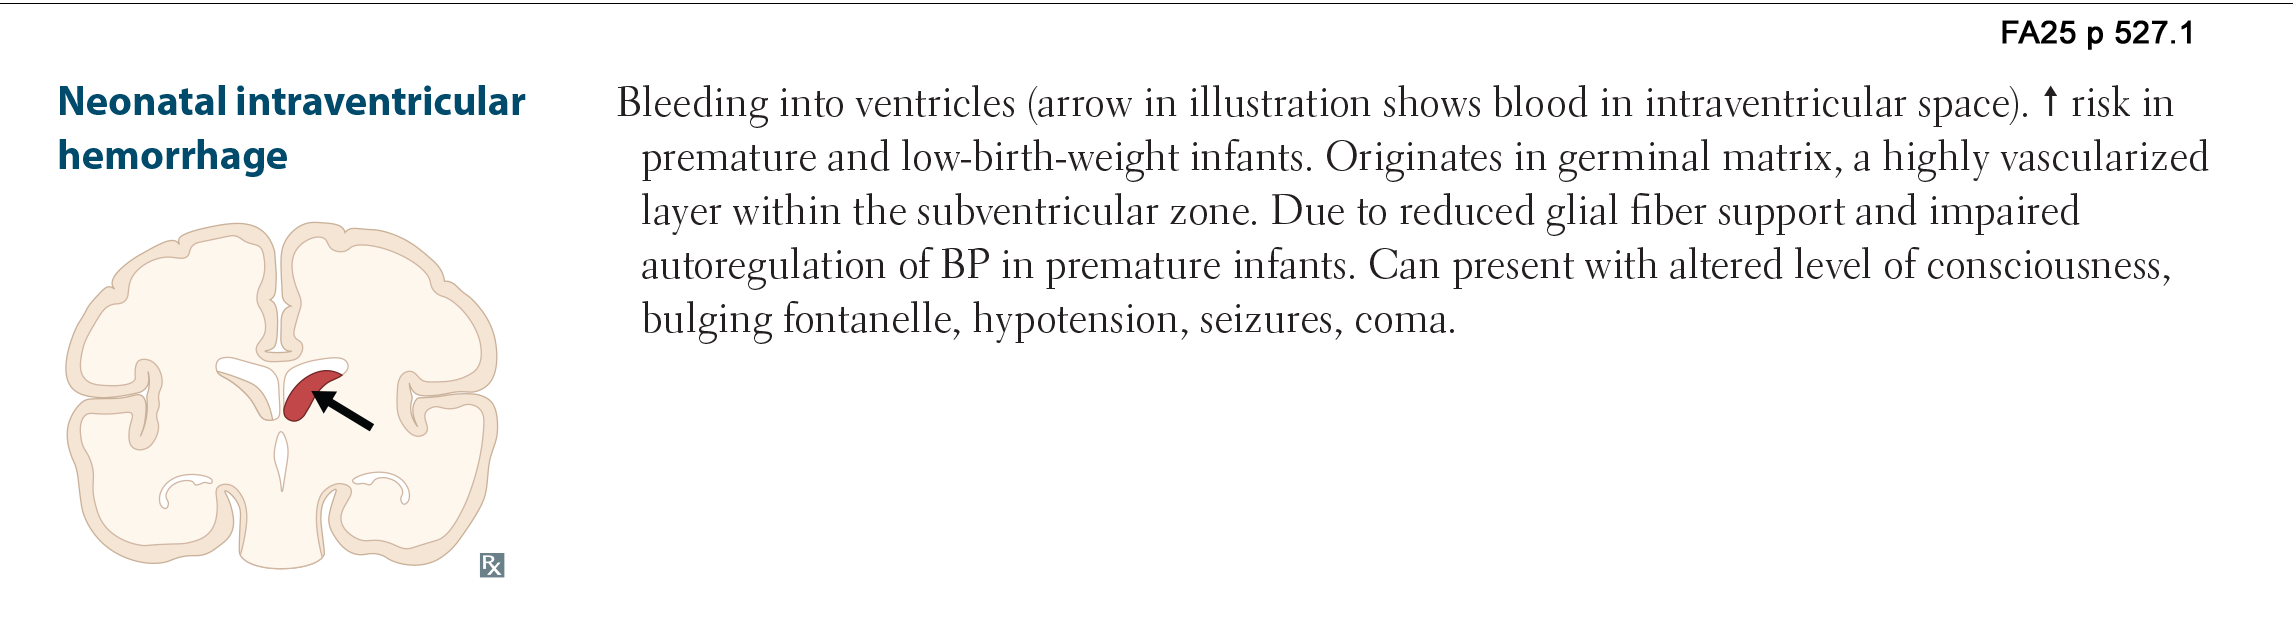 FA25 p 527.1
Neonatal intraventricular
hemorrhage
Bleeding into ventricles (arrow in illustration shows blood in intraventricular space). ↑ risk in
premature and low-birth-weight infants. Originates in germinal matrix, a highly vascularized
layer within the subventricular zone. Due to reduced glial fiber support and impaired
autoregulation of BP in premature infants. Can present with altered level of consciousness,
bulging fontanelle, hypotension, seizures, coma.
Rx